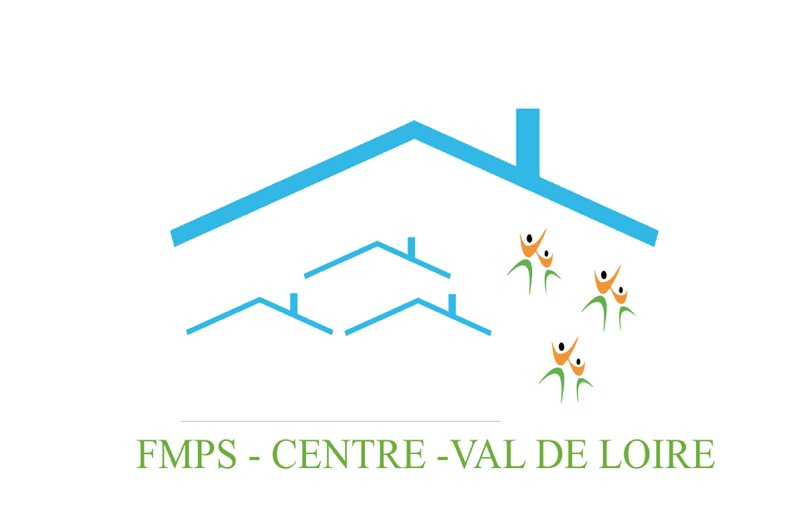 FMPS - CENTRE -VAL DE LOIRE